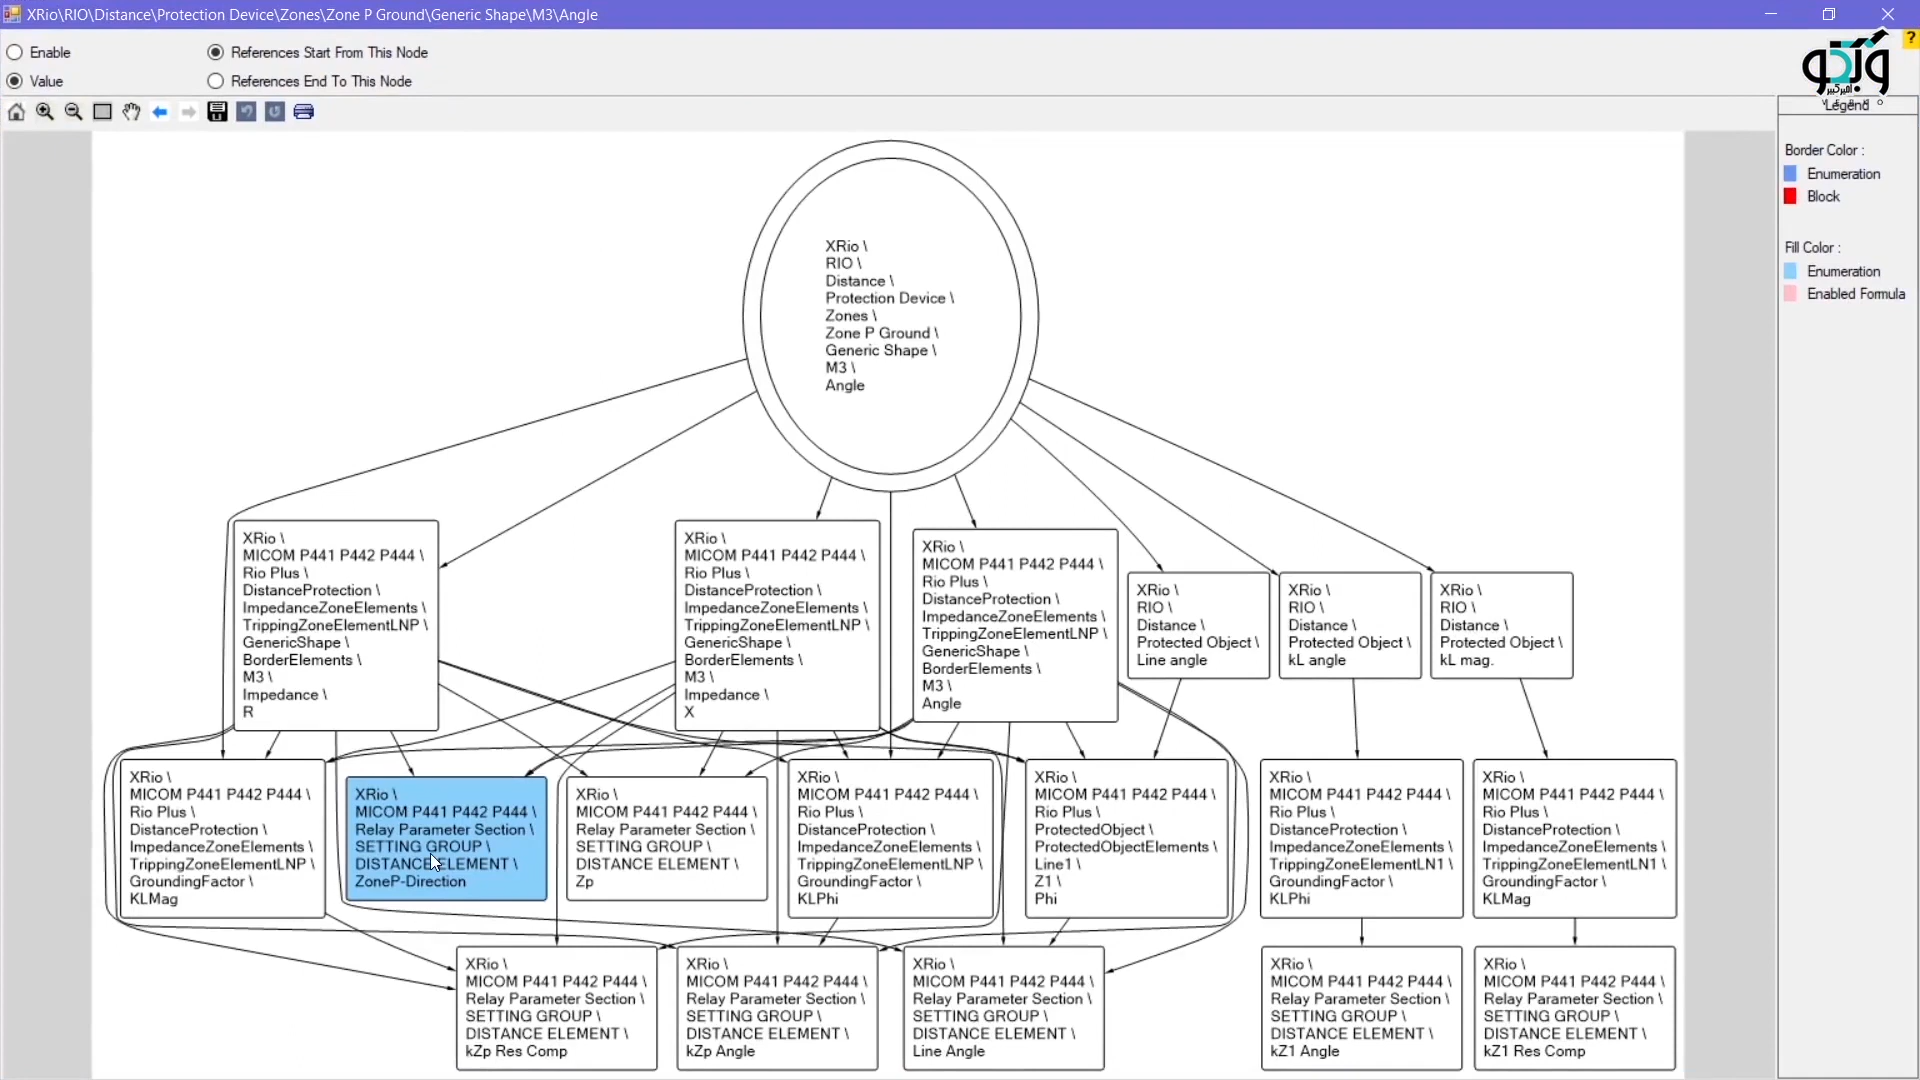 XRio\RIO\Distance\Protection Device\Zones\Zone P Ground\Generic Shape\M3\Angle
Enable
References Start From This Node
Value
References End To This Node
?
وبکو
امیرکبیر
Legend
Border Color :
Enumeration
Block
Fill Color :
Enumeration
Enabled Formula
XRio \
RIO \
Distance \
Protection Device \
Zones \
Zone P Ground \
Generic Shape \
M3 \
Angle
XRio \
MICOM P441 P442 P444 \
Rio Plus \
DistanceProtection \
ImpedanceZoneElements \
TrippingZoneElementLNP \
GenericShape \
BorderElements \
M3 \
Impedance \
R
XRio \
MICOM P441 P442 P444 \
Rio Plus \
DistanceProtection \
ImpedanceZoneElements \
TrippingZoneElementLNP \
GenericShape \
BorderElements \
M3 \
Impedance \
X
XRio \
MICOM P441 P442 P444 \
Rio Plus \
DistanceProtection \
ImpedanceZoneElements \
TrippingZoneElementLNP \
GenericShape \
BorderElements \
M3 \
Angle
XRio \
RIO \
Distance \
Protected Object \
Line angle
XRio \
RIO \
Distance \
Protected Object \
kL angle
XRio \
RIO \
Distance \
Protected Object \
kL mag.
XRio \
MICOM P441 P442 P444 \
Rio Plus \
DistanceProtection \
ImpedanceZoneElements \
TrippingZoneElementLNP \
GroundingFactor \
KLMag
XRio \
MICOM P441 P442 P444 \
Relay Parameter Section \
SETTING GROUP \
DISTANCE ELEMENT \
ZoneP-Direction
XRio \
MICOM P441 P442 P444 \
Relay Parameter Section \
SETTING GROUP \
DISTANCE ELEMENT \
Zp
XRio \
MICOM P441 P442 P444 \
Rio Plus \
DistanceProtection \
ImpedanceZoneElements \
TrippingZoneElementLNP \
GroundingFactor \
KLPhi
XRio \
MICOM P441 P442 P444 \
Rio Plus \
ProtectedObject \
ProtectedObjectElements \
Line1 \
Z1 \
Phi
XRio \
MICOM P441 P442 P444 \
Rio Plus \
DistanceProtection \
ImpedanceZoneElements \
TrippingZoneElementLN1 \
GroundingFactor \
KLPhi
XRio \
MICOM P441 P442 P444 \
Rio Plus \
DistanceProtection \
ImpedanceZoneElements \
TrippingZoneElementLN1 \
GroundingFactor \
KLMag
XRio \
MICOM P441 P442 P444 \
Relay Parameter Section \
SETTING GROUP \
DISTANCE ELEMENT \
kZp Res Comp
XRio \
MICOM P441 P442 P444 \
Relay Parameter Section \
SETTING GROUP \
DISTANCE ELEMENT \
kZp Angle
XRio \
MICOM P441 P442 P444 \
Relay Parameter Section \
SETTING GROUP \
DISTANCE ELEMENT \
Line Angle
XRio \
MICOM P441 P442 P444 \
Relay Parameter Section \
SETTING GROUP \
DISTANCE ELEMENT \
kZ1 Angle
XRio \
MICOM P441 P442 P444 \
Relay Parameter Section \
SETTING GROUP \
DISTANCE ELEMENT \
kZ1 Res Comp